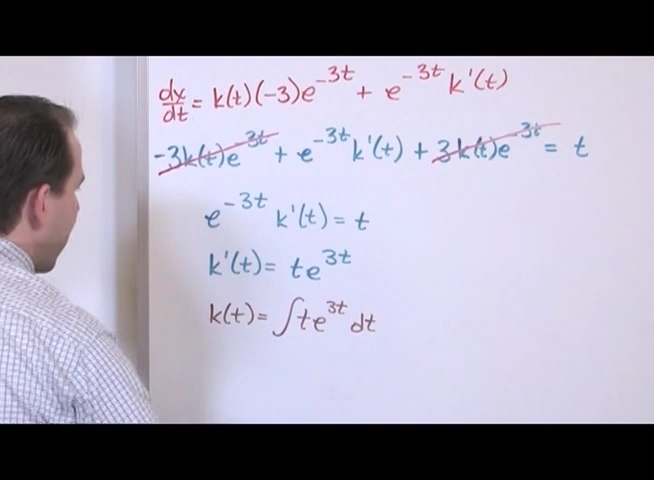 dx/dt = k(t)(-3)e^-3t + e^-3t k'(t)
-3k(t)e^-3t + e^-3t k'(t) + 3k(t)e^-3t = t
e^-3t k'(t) = t
k'(t) = te^3t
k(t) = ∫te^3t dt